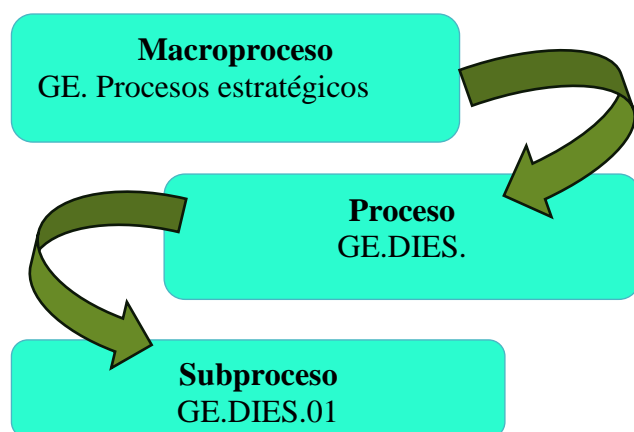 Macroproceso
GE. Procesos estratégicos
Proceso
GE.DIES.
Subproceso
GE.DIES.01